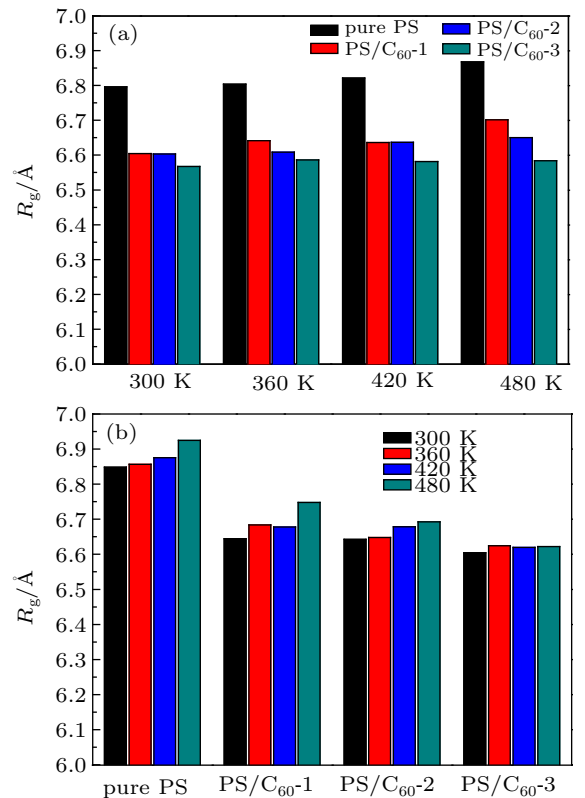 7.0
(a)
pure PS
PS/C₆₀-2
6.9
PS/C₆₀-1
PS/C₆₀-3
6.8
6.7
6.6
6.5
6.4
6.3
6.2
6.1
6.0
Rg/Å
300 K
360 K
420 K
480 K
7.0
(b)
300 K
6.9
360 K
420 K
6.8
480 K
6.7
6.6
6.5
6.4
6.3
6.2
6.1
6.0
Rg/Å
pure PS
PS/C₆₀-1
PS/C₆₀-2
PS/C₆₀-3